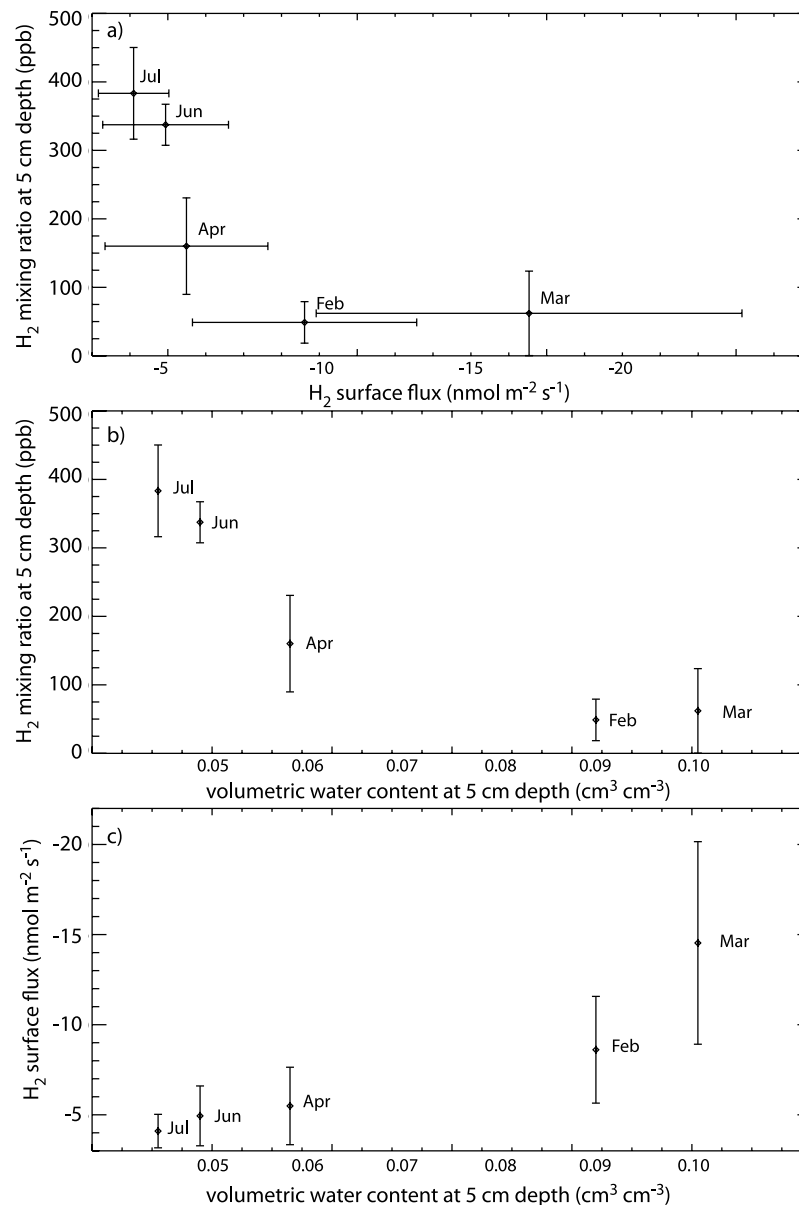 a)
500
400
300
200
100
0
H2 mixing ratio at 5 cm depth (ppb)
Jul
Jun
Apr
Feb
Mar
-5 -10 -15 -20
H2 surface flux (nmol m-2 s-1)
b)
500
400
300
200
100
0
H2 mixing ratio at 5 cm depth (ppb)
Jul
Jun
Apr
Feb
Mar
0.05 0.06 0.07 0.07 0.09 0.10
volumetric water content at 5 cm depth (cm3 cm-3)
c)
-20
-15
-10
-5
H2 surface flux (nmol m-2 s-1)
Mar
Feb
Apr
Jun
Jul
0.05 0.06 0.07 0.07 0.09 0.10
volumetric water content at 5 cm depth (cm3 cm-3)